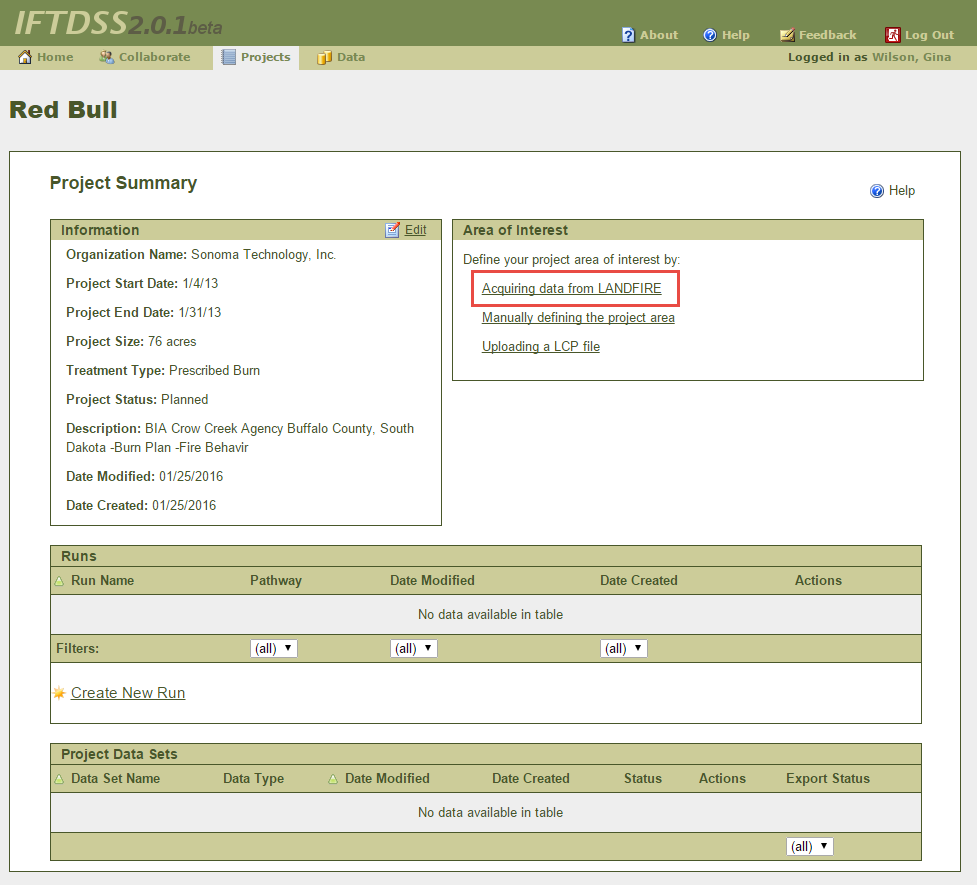 IFTDSS2.0.1beta
About Help Feedback Log Out
Home Collaborate Projects Data Logged in as Wilson, Gina
Red Bull
Project Summary
Help
Information Edit
Organization Name: Sonoma Technology, Inc.
Project Start Date: 1/4/13
Project End Date: 1/31/13
Project Size: 76 acres
Treatment Type: Prescribed Burn
Project Status: Planned
Description: BIA Crow Creek Agency Buffalo County, South
Dakota -Burn Plan -Fire Behavir
Date Modified: 01/25/2016
Date Created: 01/25/2016
Area of Interest
Define your project area of interest by:
Acquiring data from LANDFIRE
Manually defining the project area
Uploading a LCP file
Runs
Run Name Pathway Date Modified Date Created Actions
No data available in table
Filters: (all) (all) (all)
Create New Run
Project Data Sets
Data Set Name Data Type Date Modified Date Created Status Actions Export Status
No data available in table
(all)